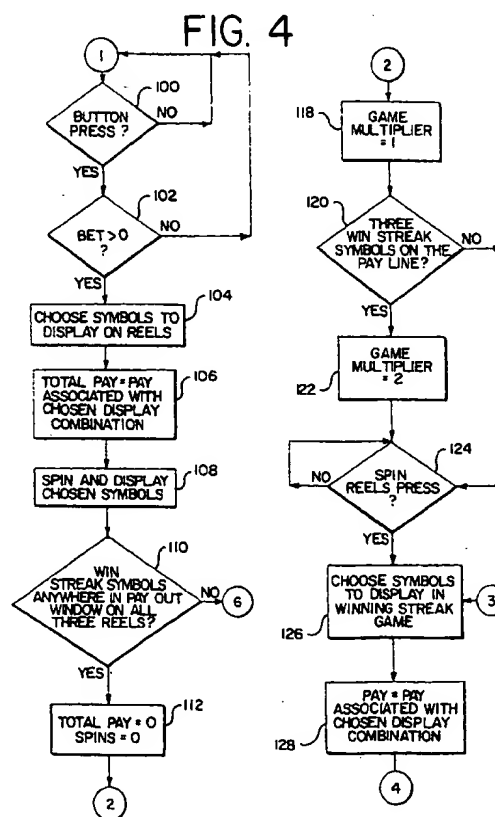 FIG. 4
1
100
BUTTON
PRESS ?
NO
YES
102
BET>0
?
NO
YES
104
CHOOSE SYMBOLS TO
DISPLAY ON REELS
106
TOTAL PAY = PAY
ASSOCIATED WITH
CHOSEN DISPLAY
COMBINATION
108
SPIN AND DISPLAY
CHOSEN SYMBOLS
110
WIN
STREAK SYMBOLS
ANYWHERE IN PAY OUT
WINDOW ON ALL
THREE REELS?
NO
6
YES
112
TOTAL PAY = 0
SPINS = 0
2
2
118
GAME
MULTIPLIER
= 1
120
THREE
WIN STREAK
SYMBOLS ON THE
PAY LINE?
NO
YES
GAME
MULTIPLIER
= 2
122
124
SPIN
REELS PRESS
?
NO
YES
CHOOSE SYMBOLS
TO DISPLAY IN
WINNING STREAK
GAME
126
3
PAY = PAY
ASSOCIATED WITH
CHOSEN DISPLAY
COMBINATION
128
4